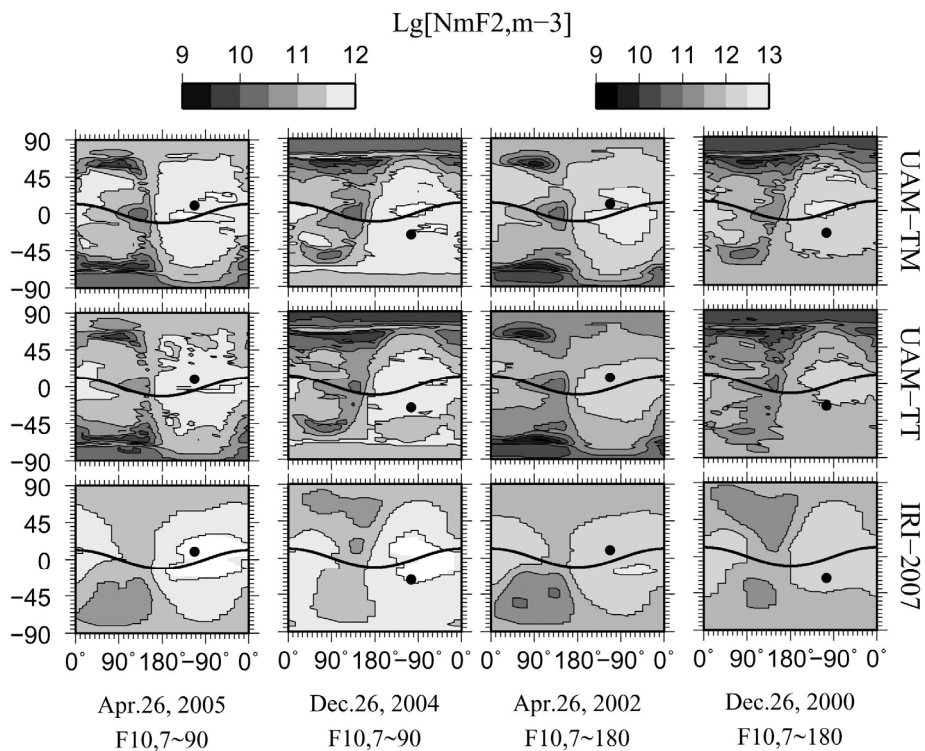 Lg[NmF2,m−3]
9 10 11 12
9 10 11 12 13
90
45
0
−45
−90
UAM−TM
90
45
0
−45
−90
UAM−TT
90
45
0
−45
−90
IRI−2007
0° 90° 180 −90° 0°
0° 90° 180 −90° 0°
0° 90° 180 −90° 0°
0° 90° 180 −90° 0°
Apr.26, 2005
Dec.26, 2004
Apr.26, 2002
Dec.26, 2000
F10,7~90
F10,7~90
F10,7~180
F10,7~180